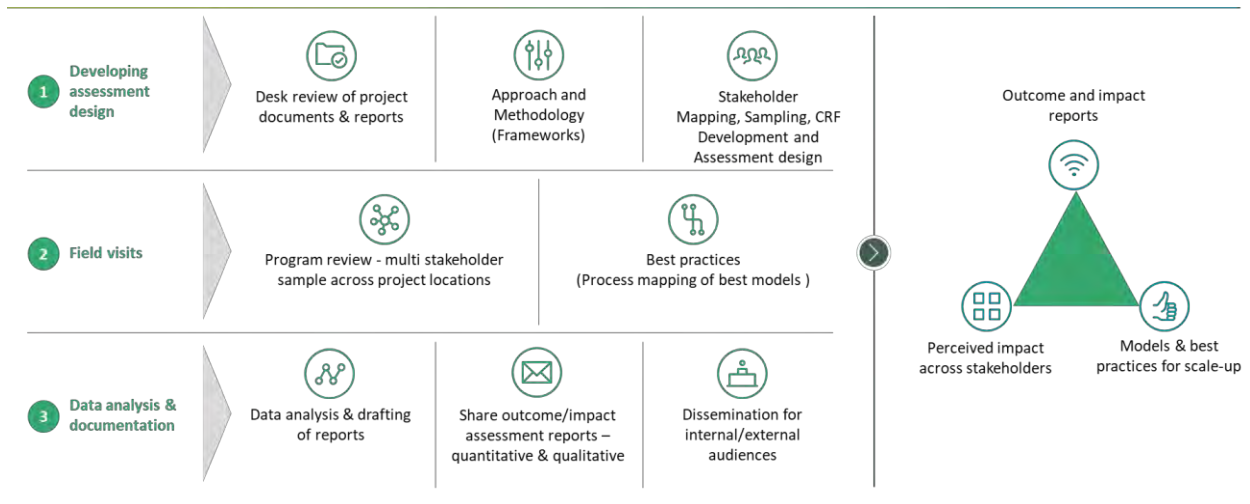 1
Developing
assessment
design
Desk review of project
documents & reports
Approach and
Methodology
(Frameworks)
Stakeholder
Mapping, Sampling, CRF
Development and
Assessment design
2
Field visits
Program review - multi stakeholder
sample across project locations
Best practices
(Process mapping of best models )
3
Data analysis &
documentation
Data analysis & drafting
of reports
Share outcome/impact
assessment reports –
quantitative & qualitative
Dissemination for
internal/external
audiences
Outcome and impact
reports
Perceived impact
across stakeholders
Models & best
practices for scale-up